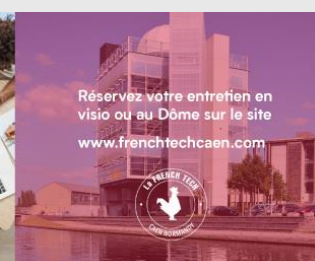 Réservez votre entretien en
visio ou au Dôme sur le site
www.frenchtechcaen.com
LA FRENCH TECH
CAEN NORMANDY